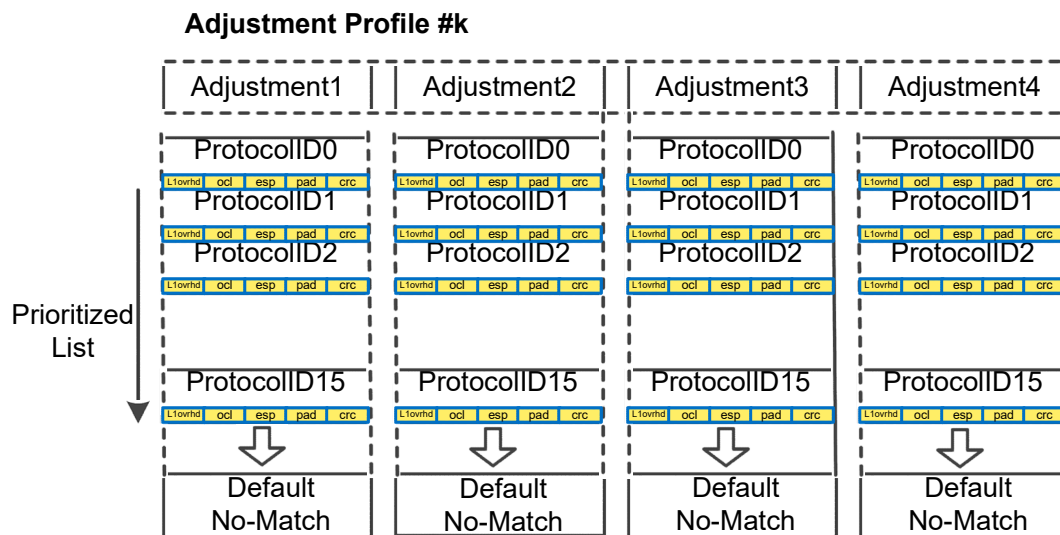 Adjustment Profile #k
Adjustment1 Adjustment2 Adjustment3 Adjustment4
ProtocolID0 ProtocolID0 ProtocolID0 ProtocolID0
L1ovrhd ocl esp pad crc L1ovrhd ocl esp pad crc L1ovrhd ocl esp pad crc L1ovrhd ocl esp pad crc
ProtocolID1 ProtocolID1 ProtocolID1 ProtocolID1
L1ovrhd ocl esp pad crc L1ovrhd ocl esp pad crc L1ovrhd ocl esp pad crc L1ovrhd ocl esp pad crc
ProtocolID2 ProtocolID2 ProtocolID2 ProtocolID2
L1ovrhd ocl esp pad crc L1ovrhd ocl esp pad crc L1ovrhd ocl esp pad crc L1ovrhd ocl esp pad crc
Prioritized
List
ProtocolID15 ProtocolID15 ProtocolID15 ProtocolID15
L1ovrhd ocl esp pad crc L1ovrhd ocl esp pad crc L1ovrhd ocl esp pad crc L1ovrhd ocl esp pad crc
Default Default Default Default
No-Match No-Match No-Match No-Match